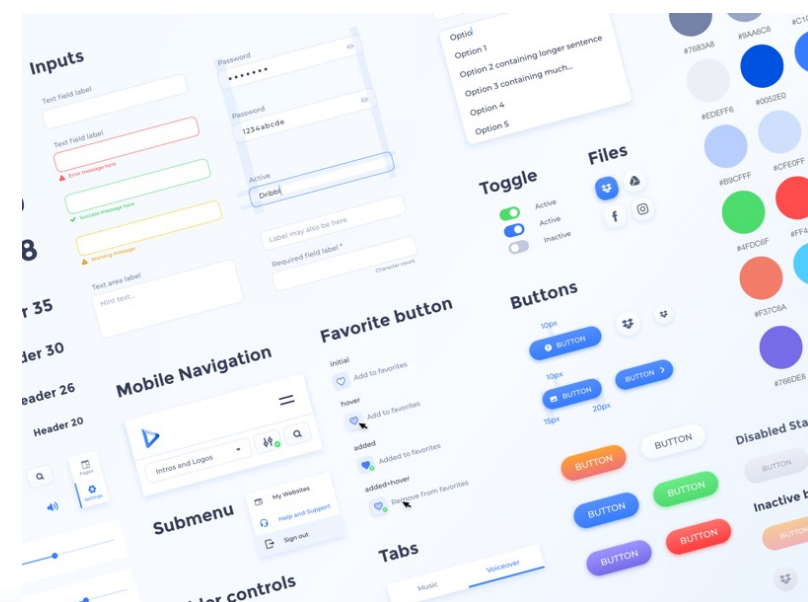 Inputs
Text field label
Text field label
Error message here
Success message here
Warning message
Text area label
Hint text...
Password
•••••••
Password
1234abcde
Active
Dribbl
Label may also be here
Required field label *
Character count
Optio
Option 1
Option 2 containing longer sentence
Option 3 containing much...
Option 4
Option 5
Toggle
Active
Active
Inactive
Files
#7683A8
#9AA6C8
#EDEFF6
#0052E0
#B9CFFF
#CFE0FF
#4FDC6F
#FF4
#F37C6A
#766DE8
8
r 35
der 30
eader 26
Header 20
Pages
Settings
Mobile Navigation
Intros and Logos
Submenu
My Websites
Help and Support
Sign out
der controls
Favorite button
initial
Add to favorites
hover
Add to favorites
added
Added to favorites
added+hover
Remove from favorites
Tabs
Music
Voiceover
Buttons
10px
BUTTON
10px
BUTTON
BUTTON
15px
20px
BUTTON
BUTTON
BUTTON
BUTTON
BUTTON
BUTTON
Disabled Sta
BUTTON
Inactive b
BUTTON